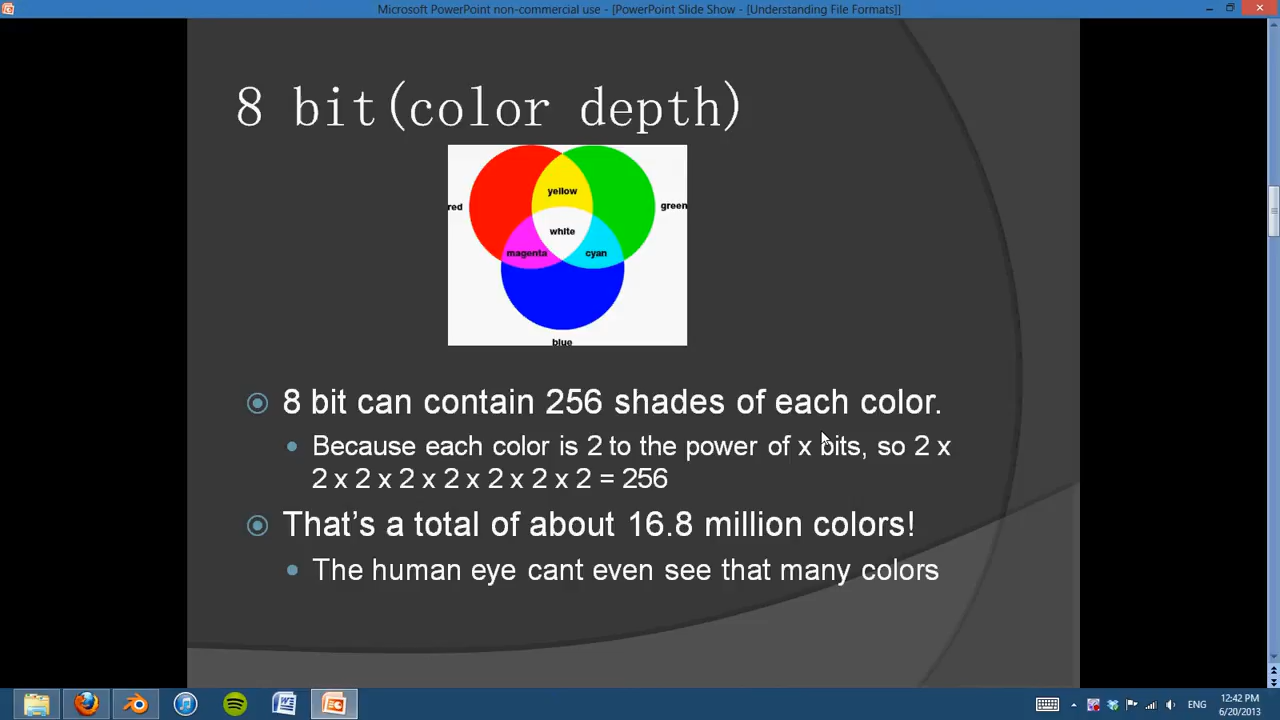 Microsoft PowerPoint non-commercial use - [PowerPoint Slide Show - [Understanding File Formats]]
8 bit(color depth)
yellow
red
green
white
magenta
cyan
blue
8 bit can contain 256 shades of each color.
Because each color is 2 to the power of x bits, so 2 x
2 x 2 x 2 x 2 x 2 x 2 x 2 = 256
That's a total of about 16.8 million colors!
The human eye cant even see that many colors
12:42 PM
ENG
6/20/2013